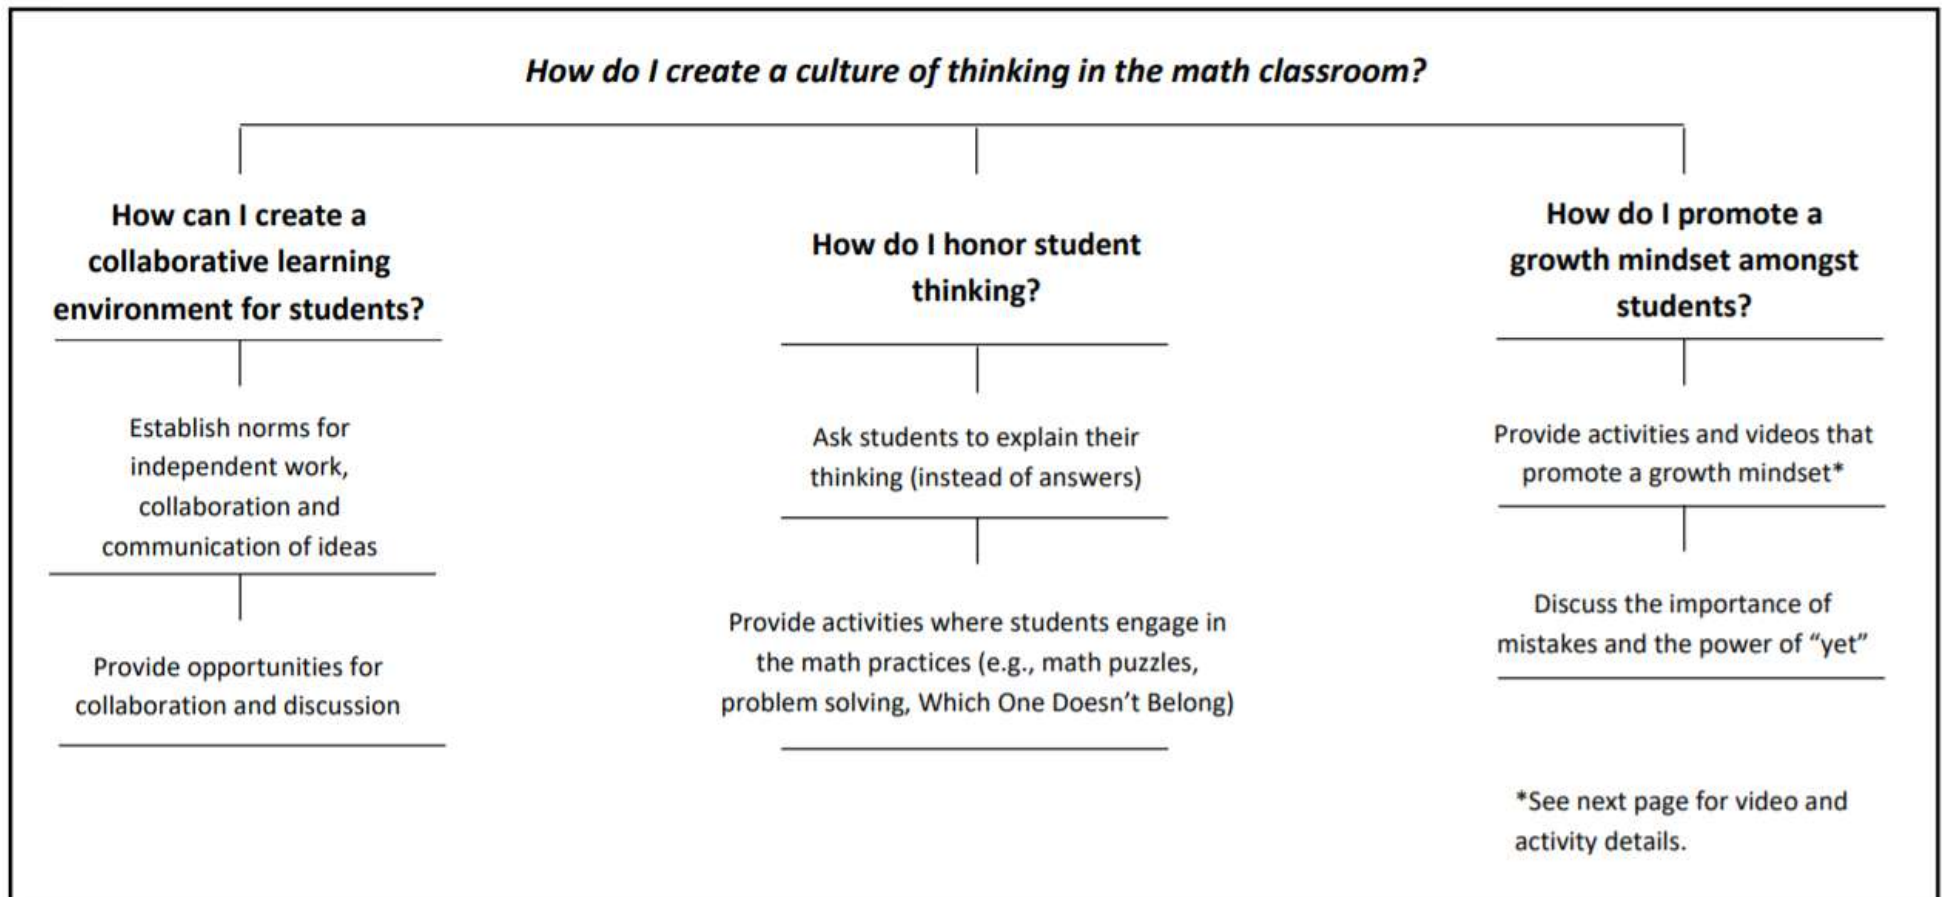 How do I create a culture of thinking in the math classroom?
How can I create a
collaborative learning
environment for students?
Establish norms for
independent work,
collaboration and
communication of ideas
Provide opportunities for
collaboration and discussion
How do I honor student
thinking?
Ask students to explain their
thinking (instead of answers)
Provide activities where students engage in
the math practices (e.g., math puzzles,
problem solving, Which One Doesn’t Belong)
How do I promote a
growth mindset amongst
students?
Provide activities and videos that
promote a growth mindset*
Discuss the importance of
mistakes and the power of “yet”
*See next page for video and
activity details.